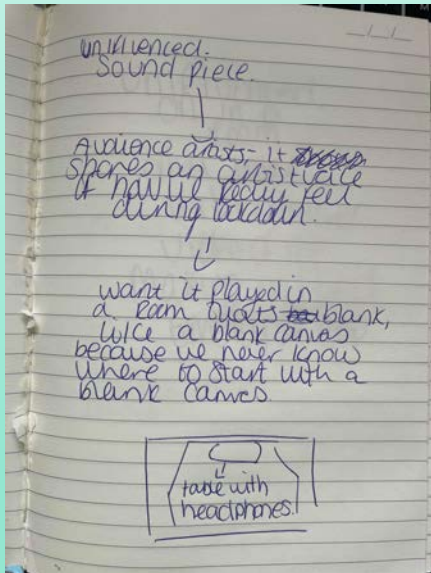 uninfluenced.
Sound piece.
Audience artists, - it
shares an artist voice
of how we really feel
during lockdown.
want it played in
a room that's blank,
like a blank canvas
because we never know
where to start with a
blank canvas
table with
headphones.